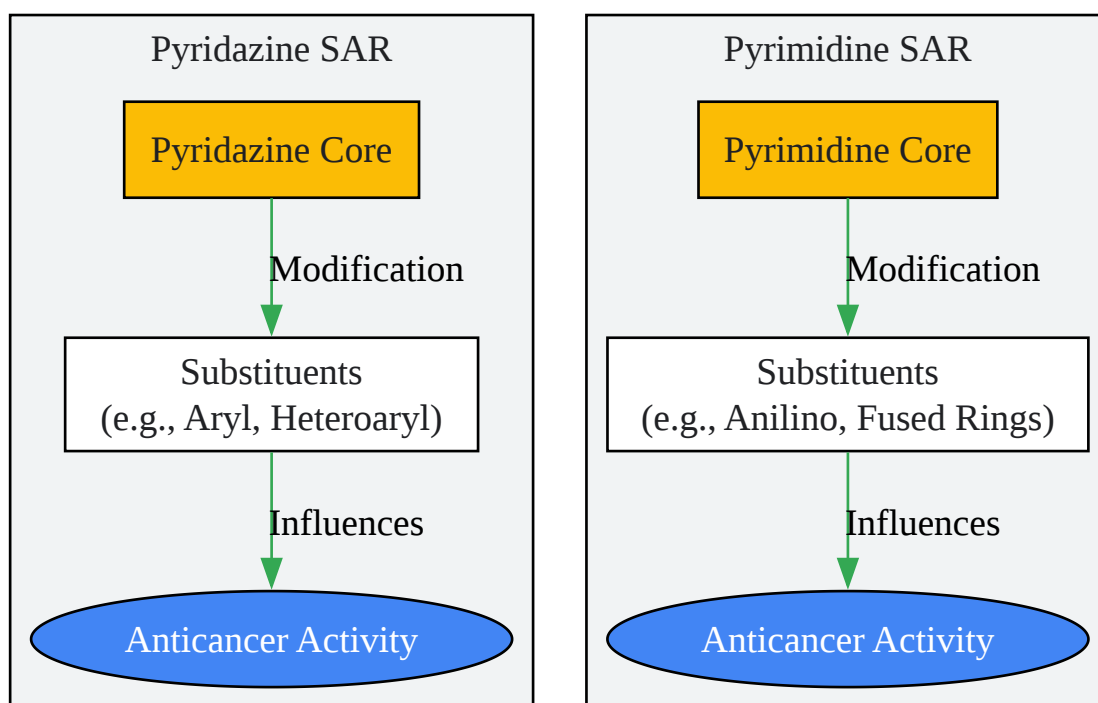 Pyridazine SAR
Pyridazine Core
Modification
Substituents
(e.g., Aryl, Heteroaryl)
Influences
Anticancer Activity
Pyrimidine SAR
Pyrimidine Core
Modification
Substituents
(e.g., Anilino, Fused Rings)
Influences
Anticancer Activity